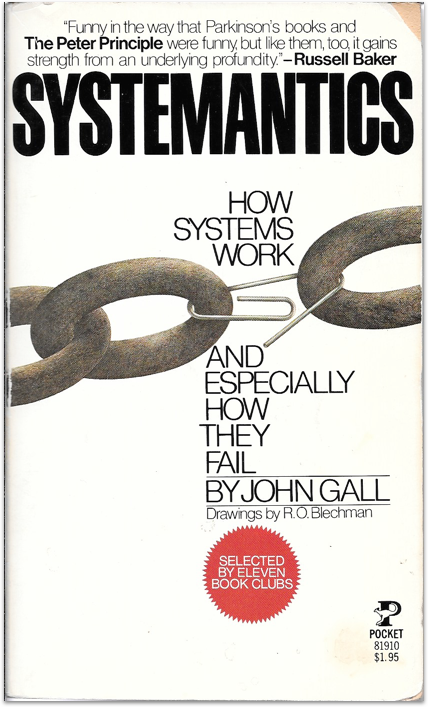 "Funny in the way that Parkinson's books and
The Peter Principle were funny, but like them, too, it gains
strength from an underlying profundity."—Russell Baker
SYSTEMANTICS
HOW
SYSTEMS
WORK
AND
ESPECIALLY
HOW
THEY
FAIL
BY JOHN GALL
Drawings by R.O. Blechman
SELECTED
BY ELEVEN
BOOK CLUBS
POCKET
81910
$1.95